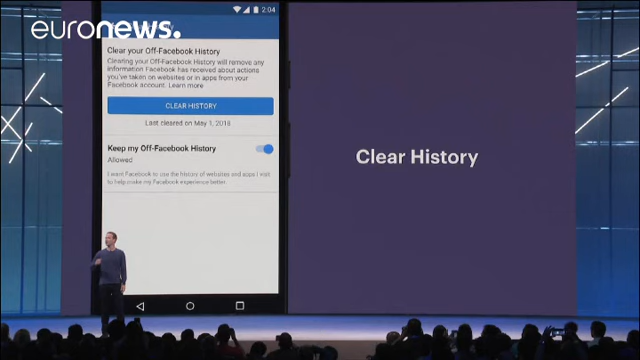 euronews.
2:04
Clear your Off-Facebook History
Clearing your Off-Facebook History will remove any
information Facebook has received about actions
you've taken on websites or in apps from your
Facebook account. Learn more
CLEAR HISTORY
Last cleared on May 1, 2018
Keep my Off-Facebook History
Allowed
I want Facebook to use the history of websites and apps I visit
to help make my Facebook experience better.
Clear History